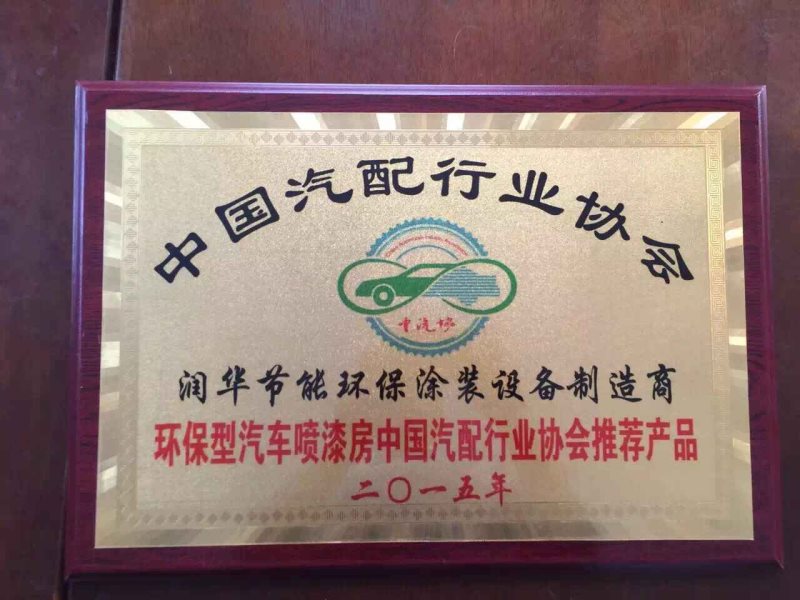 中国汽配行业协会
中汽协
润华节能环保涂装设备制造商
环保型汽车喷漆房中国汽配行业协会推荐产品
二〇一五年